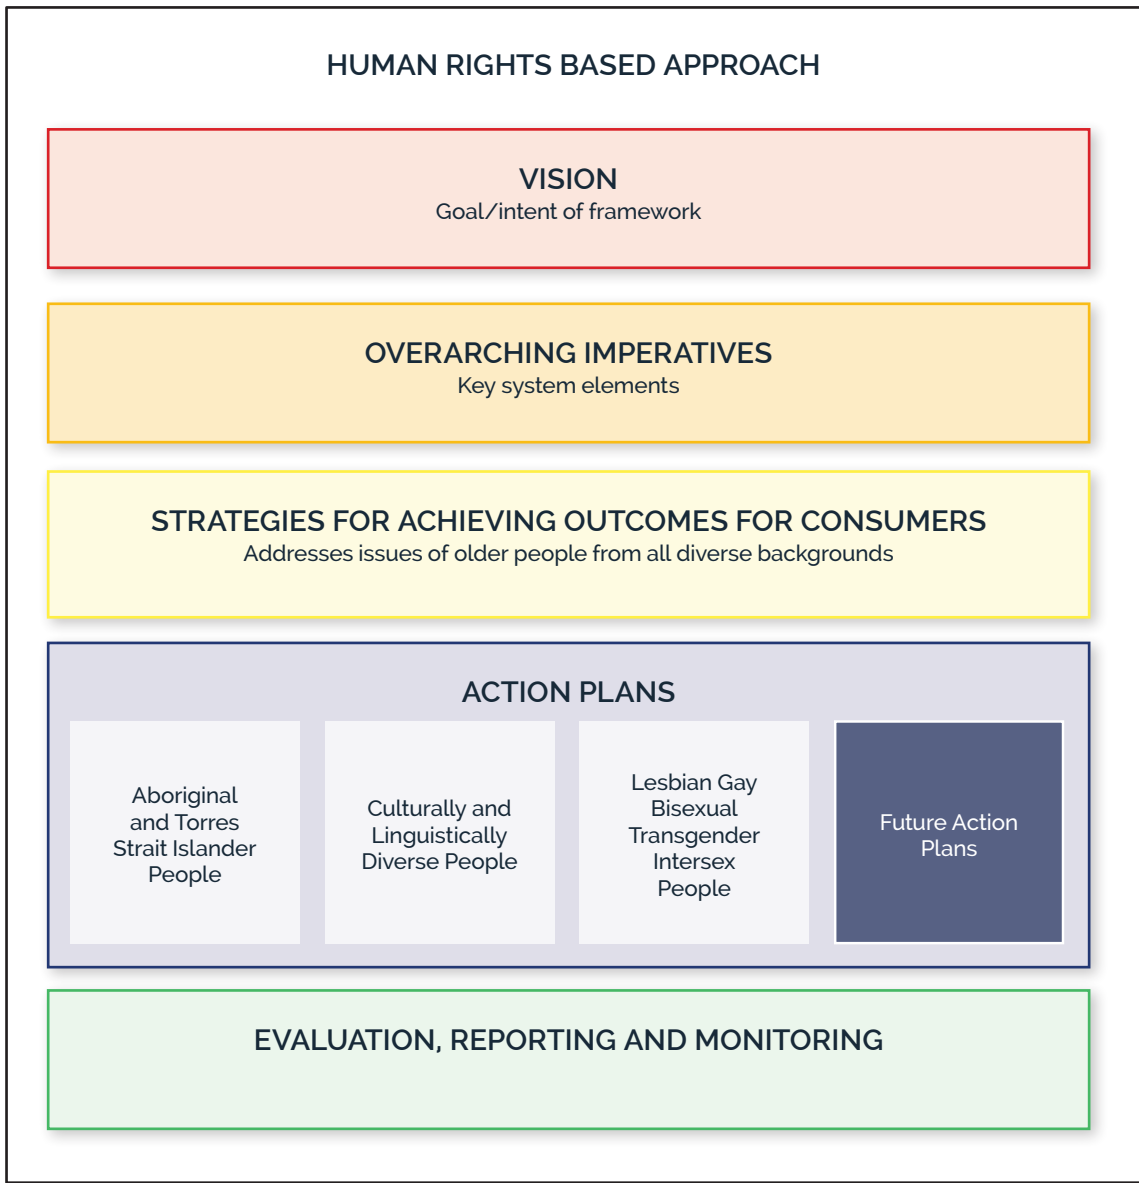 HUMAN RIGHTS BASED APPROACH
VISION
Goal/intent of framework
OVERARCHING IMPERATIVES
Key system elements
STRATEGIES FOR ACHIEVING OUTCOMES FOR CONSUMERS
Addresses issues of older people from all diverse backgrounds
ACTION PLANS
Aboriginal
and Torres
Strait Islander
People
Culturally and
Linguistically
Diverse People
Lesbian Gay
Bisexual
Transgender
Intersex
People
Future Action
Plans
EVALUATION, REPORTING AND MONITORING